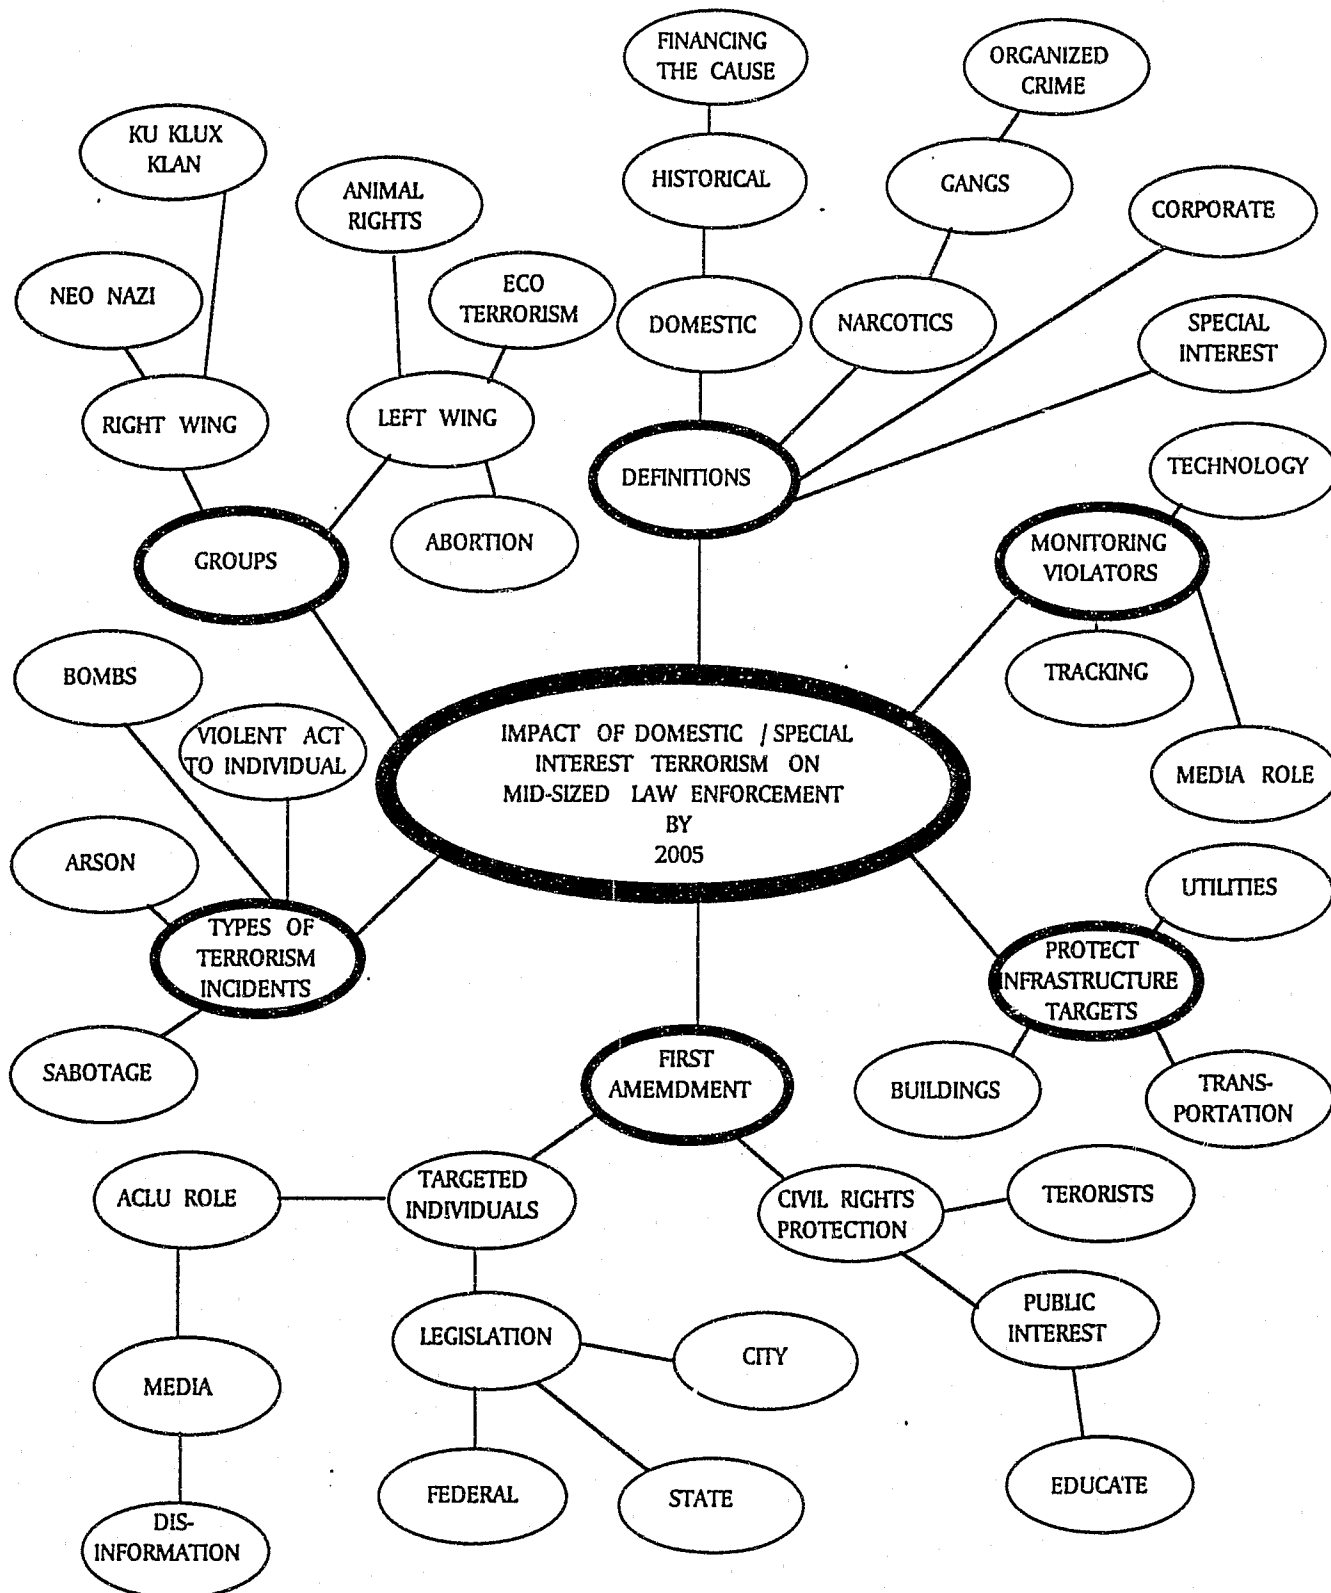 FINANCING
THE CAUSE
ORGANIZED
CRIME
KU KLUX
KLAN
ANIMAL
RIGHTS
HISTORICAL
GANGS
CORPORATE
NEO NAZI
ECO
TERRORISM
DOMESTIC
NARCOTICS
SPECIAL
INTEREST
RIGHT WING
LEFT WING
DEFINITIONS
TECHNOLOGY
GROUPS
ABORTION
MONITORING
VIOLATORS
BOMBS
TRACKING
VIOLENT ACT
TO INDIVIDUAL
IMPACT OF DOMESTIC / SPECIAL
INTEREST TERRORISM ON
MID-SIZED LAW ENFORCEMENT
BY
2005
MEDIA ROLE
ARSON
UTILITIES
TYPES OF
TERRORISM
INCIDENTS
PROTECT
INFRASTRUCTURE
TARGETS
SABOTAGE
FIRST
AMEMDMENT
BUILDINGS
TRANS-
PORTATION
ACLU ROLE
TARGETED
INDIVIDUALS
CIVIL RIGHTS
PROTECTION
TERORISTS
LEGISLATION
CITY
PUBLIC
INTEREST
MEDIA
FEDERAL
STATE
EDUCATE
DIS-
INFORMATION